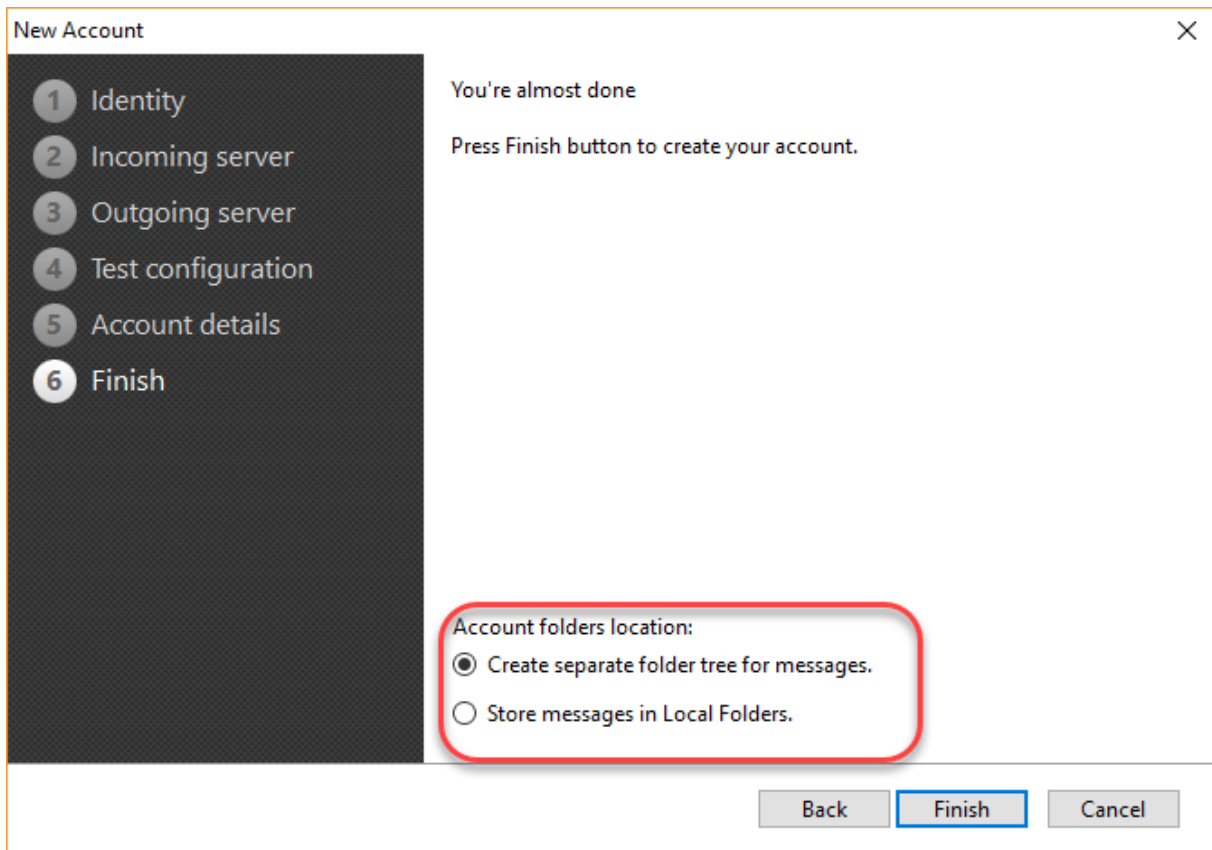 New Account
1 Identity
2 Incoming server
3 Outgoing server
4 Test configuration
5 Account details
6 Finish
You're almost done
Press Finish button to create your account.
Account folders location:
Create separate folder tree for messages.
Store messages in Local Folders.
Back Finish Cancel